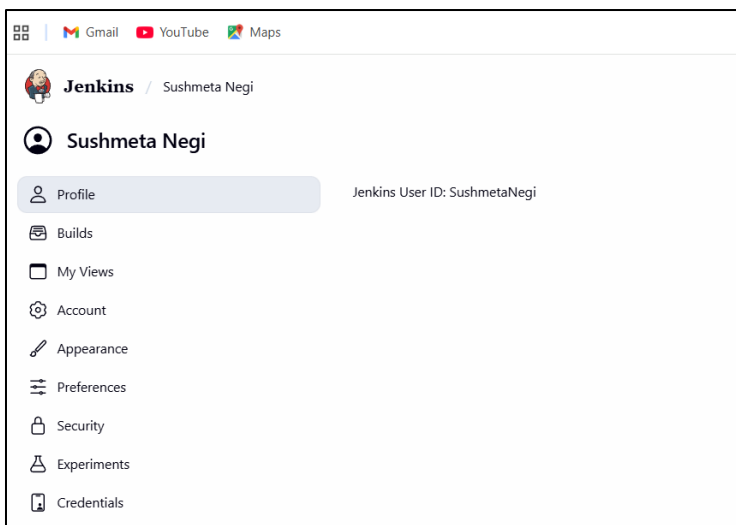 Gmail YouTube Maps
Jenkins / Sushmeta Negi
Sushmeta Negi
Profile
Jenkins User ID: SushmetaNegi
Builds
My Views
Account
Appearance
Preferences
Security
Experiments
Credentials